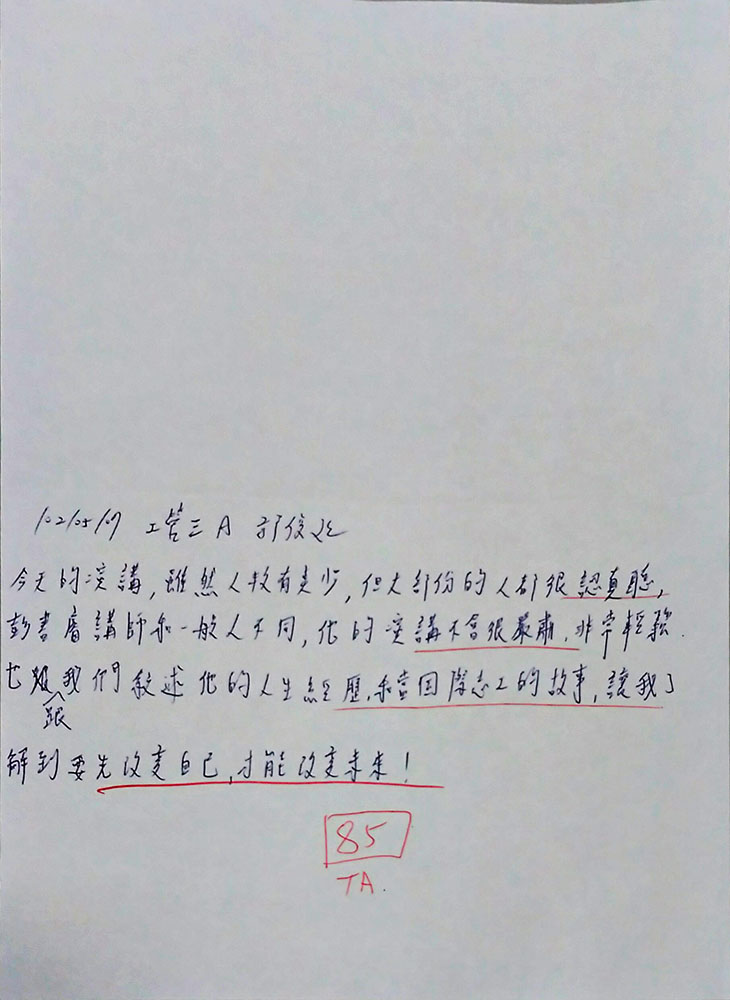 102/05/09 工管三A 郭俊廷
今天的演講，雖然人數有點少，但大部份的人都很認真聽，
彭書睿講師和一般人不同，他的演講不會很嚴肅，非常輕鬆.
也跟我們敘述他的人生經歷，和當國際志工的故事，讓我了
跟
解到要先改變自己，才能改變未來！
85
TA.